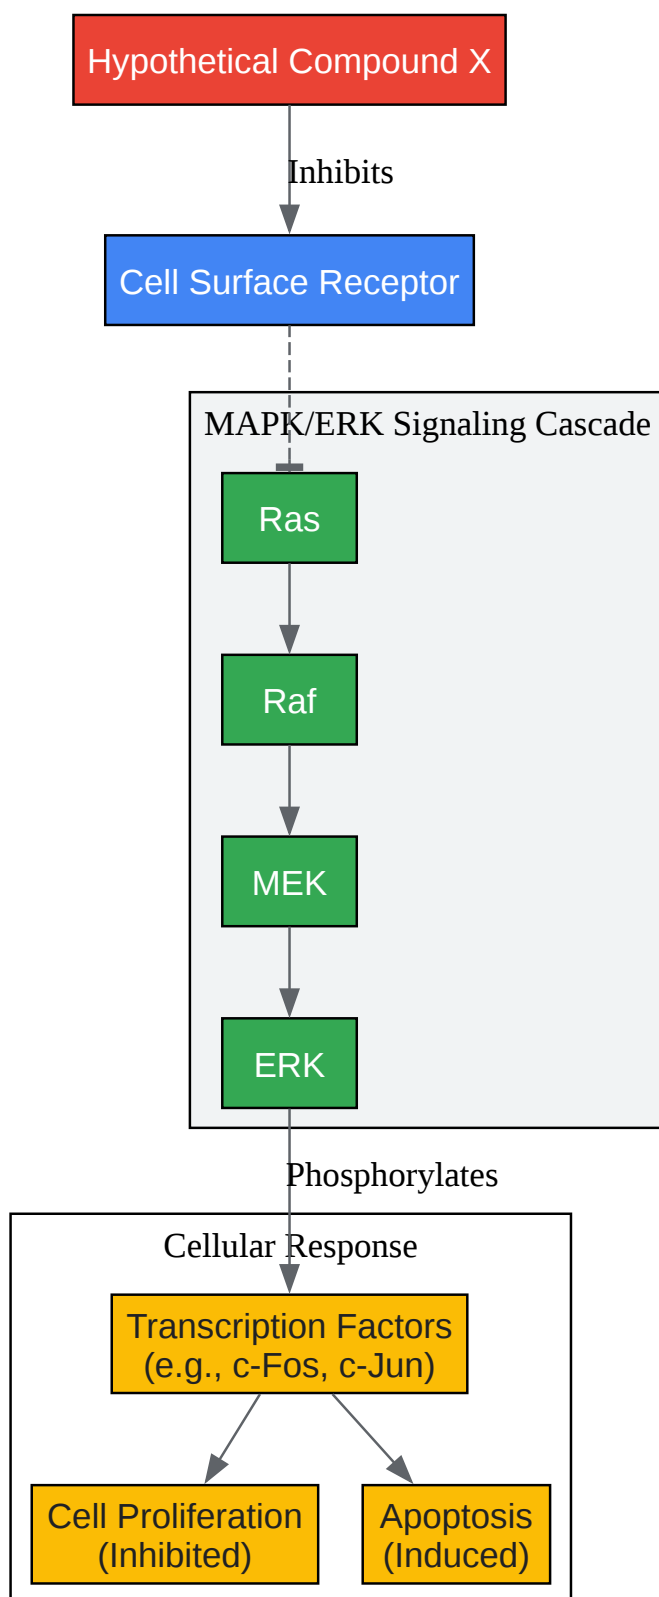 Hypothetical Compound X
Inhibits
Cell Surface Receptor
MAPK/ERK Signaling Cascade
Ras
Raf
MEK
ERK
Phosphorylates
Cellular Response
Transcription Factors
(e.g., c-Fos, c-Jun)
Cell Proliferation
(Inhibited)
Apoptosis
(Induced)